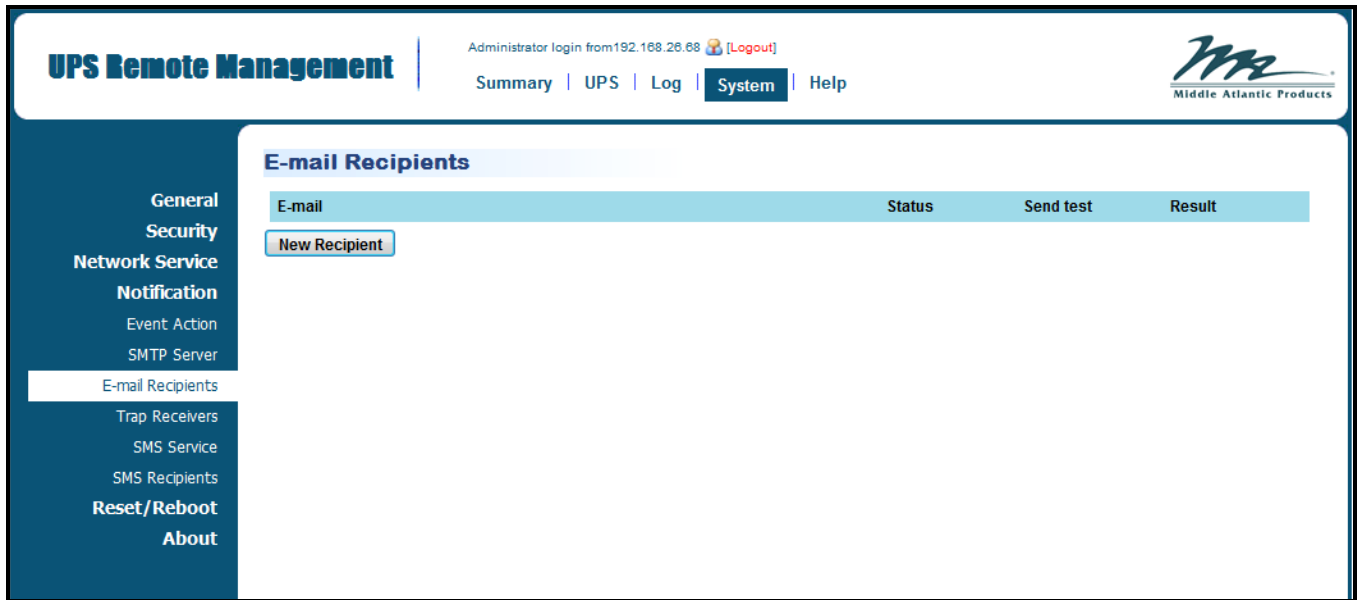 UPS Remote Management
Administrator login from192.168.26.68 [Logout]
Summary | UPS | Log | System | Help
Middle Atlantic Products
E-mail Recipients
General
Security
Network Service
Notification
Event Action
SMTP Server
E-mail Recipients
Trap Receivers
SMS Service
SMS Recipients
Reset/Reboot
About
E-mail Status Send test Result
New Recipient